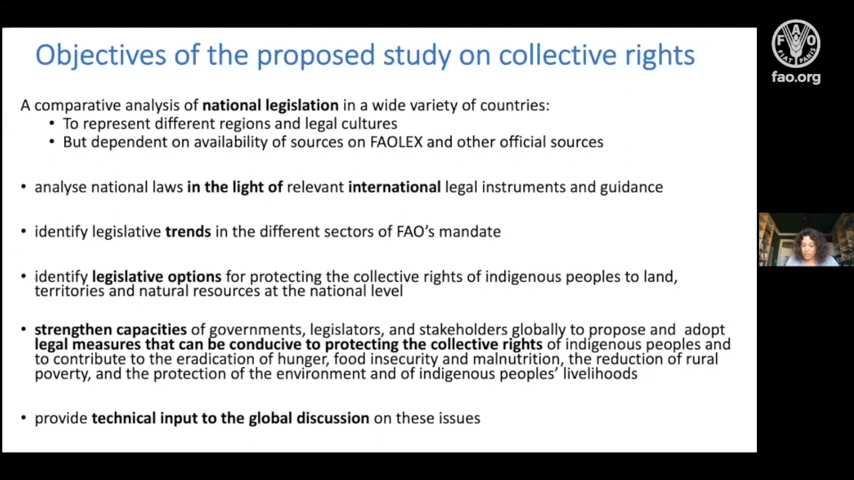 Objectives of the proposed study on collective rights
A comparative analysis of national legislation in a wide variety of countries:
• To represent different regions and legal cultures
• But dependent on availability of sources on FAOLEX and other official sources
• analyse national laws in the light of relevant international legal instruments and guidance
• identify legislative trends in the different sectors of FAO's mandate
• identify legislative options for protecting the collective rights of indigenous peoples to land,
territories and natural resources at the national level
• strengthen capacities of governments, legislators, and stakeholders globally to propose and adopt
legal measures that can be conducive to protecting the collective rights of indigenous peoples and
to contribute to the eradication of hunger, food insecurity and malnutrition, the reduction of rural
poverty, and the protection of the environment and of indigenous peoples' livelihoods
• provide technical input to the global discussion on these issues
F A O
FIAT PANIS
fao.org